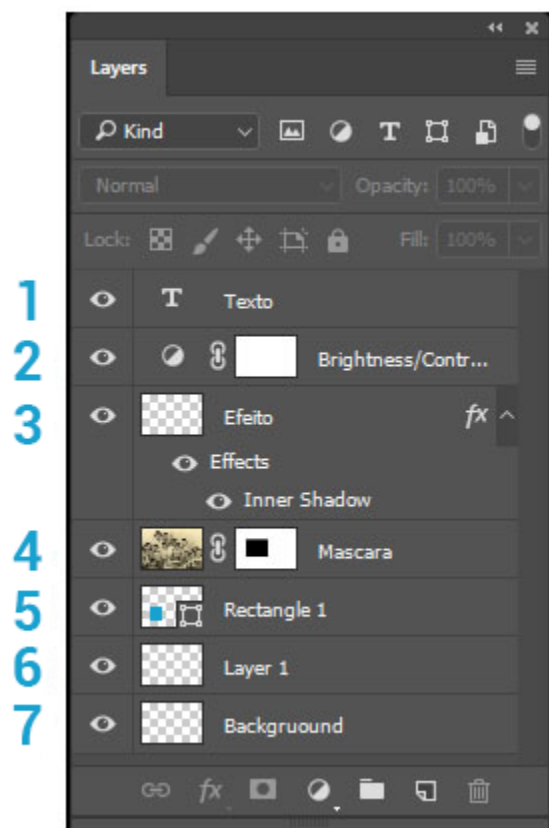 Layers
Kind
Normal Opacity: 100%
Lock: Fill: 100%
1 T Texto
2 Brightness/Contr...
3 Efeito fx
Effects
Inner Shadow
4 Mascara
5 Rectangle 1
6 Layer 1
7 Backgruound
fx